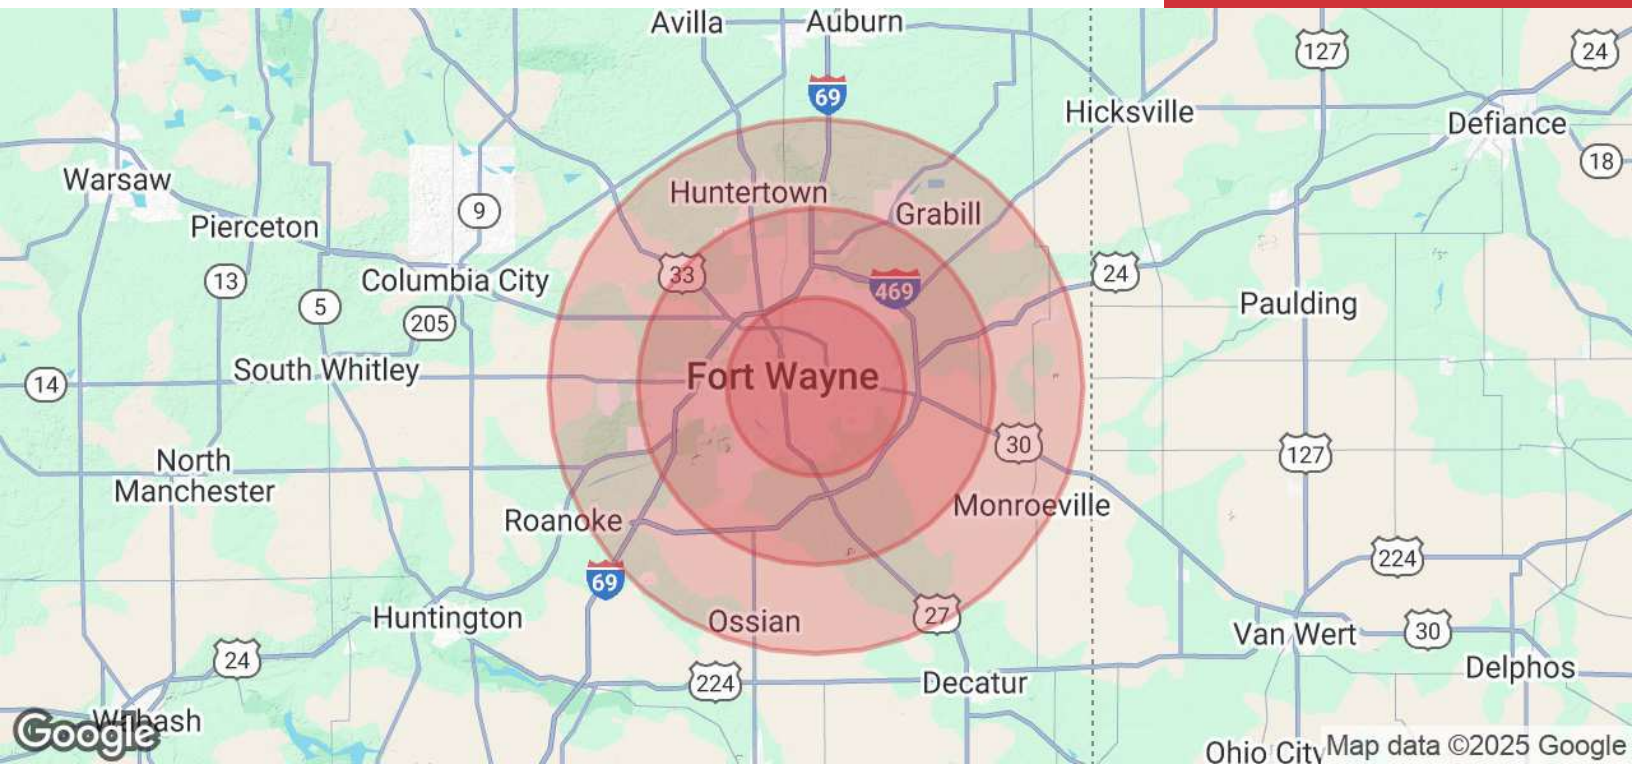 Avilla
Auburn
127
24
69
Hicksville
Defiance
18
Warsaw
Huntertown
9
Grabill
Pierceton
33
24
13
Columbia City
469
5
205
Paulding
South Whitley
Fort Wayne
14
30
127
North
Manchester
Monroeville
Roanoke
224
69
Huntington
Ossian
27
Van Wert
30
24
224
Decatur
Delphos
Wabash
Google
Ohio City
Map data ©2025 Google